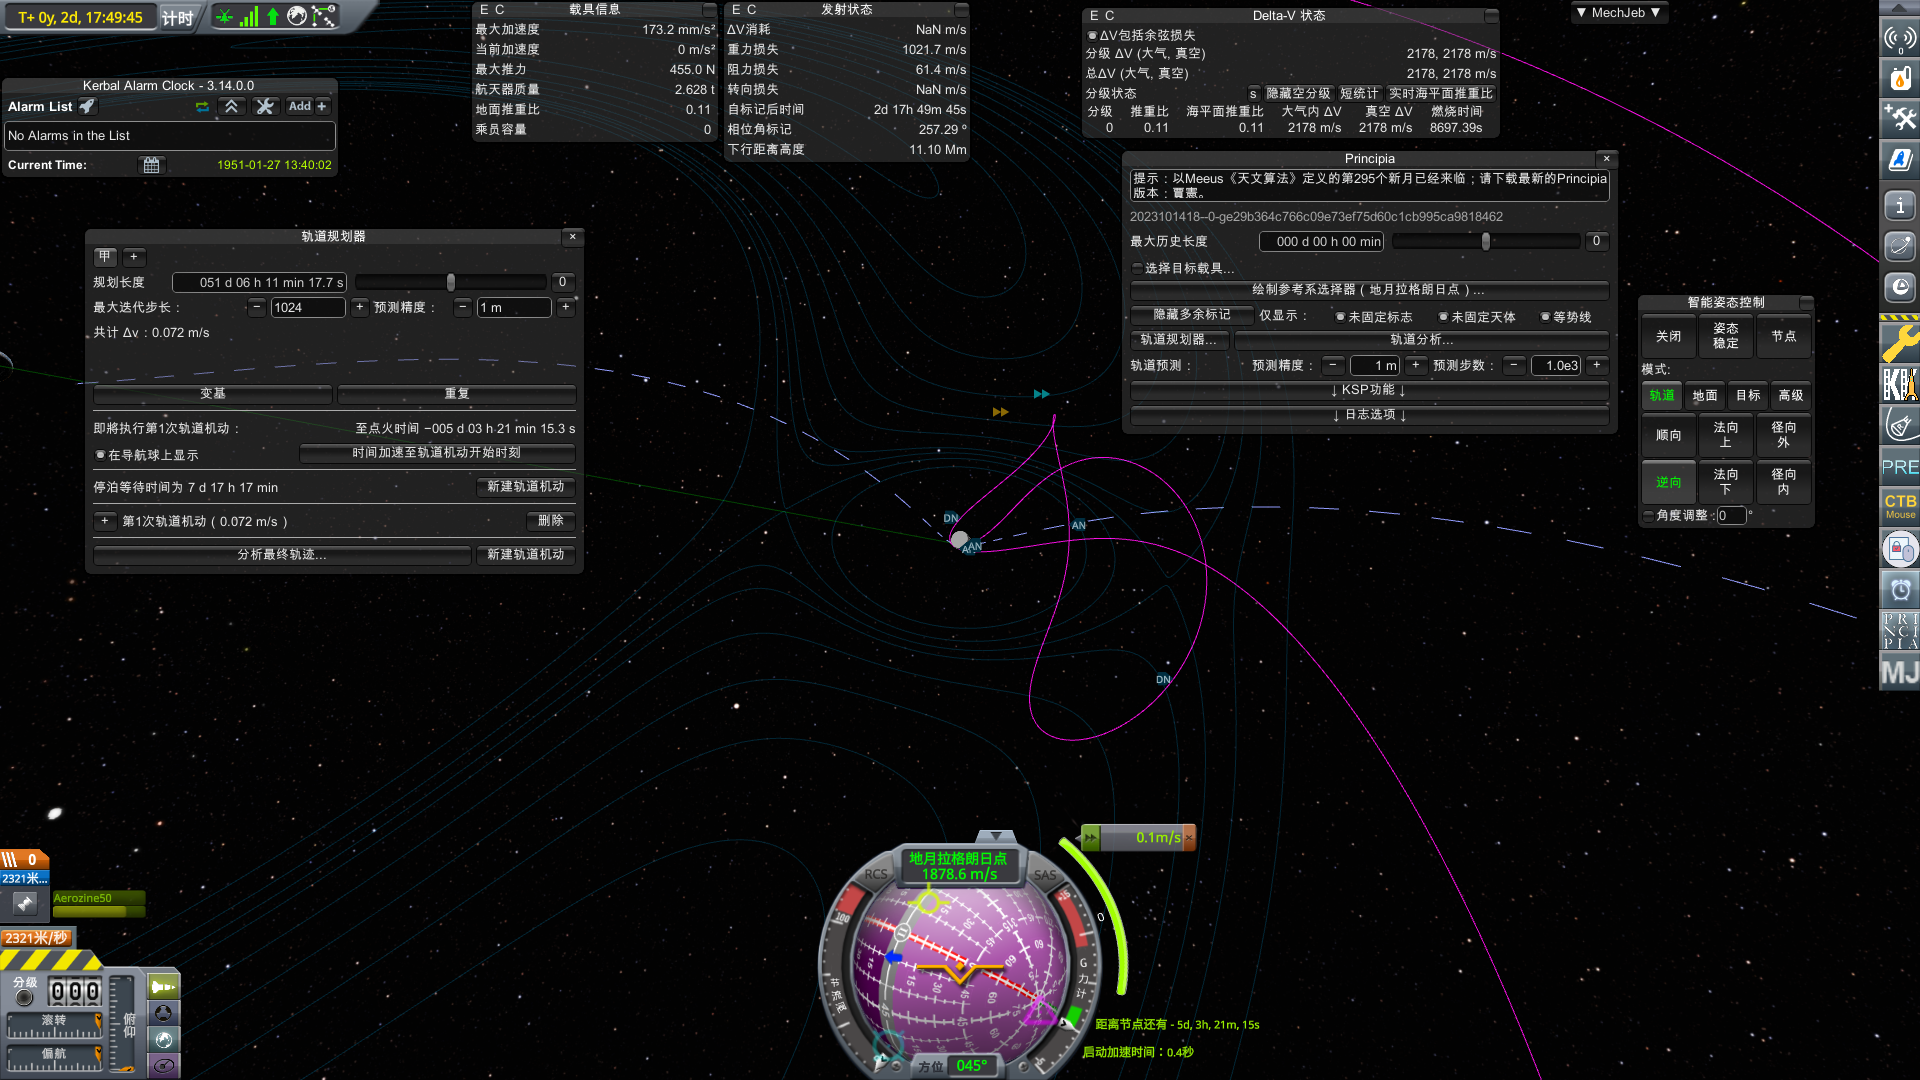 T+ 0y, 2d, 17:49:45
计时
Kerbal Alarm Clock - 3.14.0.0
Alarm List
Add +
No Alarms in the List
Current Time:
1951-01-27 13:40:02
E C 载具信息
最大加速度 173.2 mm/s²
当前加速度 0 m/s²
最大推力 455.0 N
航天器质量 2.628 t
地面推重比 0.11
乘员容量 0
E C 发射状态
ΔV消耗 NaN m/s
重力损失 1021.7 m/s
阻力损失 61.4 m/s
转向损失 NaN m/s
自标记后时间 2d 17h 49m 45s
相位角标记 257.29 º
下行距离高度 11.10 Mm
E C Delta-V 状态
ΔV包括余弦损失
分级 ΔV (大气, 真空) 2178, 2178 m/s
总ΔV (大气, 真空) 2178, 2178 m/s
分级状态 s 隐藏空分级 短统计 实时海平面推重比
分级 推重比 海平面推重比 大气内 ΔV 真空 ΔV 燃烧时间
0 0.11 0.11 2178 m/s 2178 m/s 8697.39s
▼ MechJeb ▼
Principia
×
提示：以Meeus《天文算法》定义的第295个新月已经来临；请下载最新的Principia
版本：賈憲。
2023101418--0-ge29b364c766c09e73ef75d60c1cb995ca9818462
最大历史长度 000 d 00 h 00 min 0
选择目标载具...
绘制参考系选择器 ( 地月拉格朗日点 ) ...
隐藏多余标记 仅显示： 未固定标志 未固定天体 等势线
轨道规划器... 轨道分析...
轨道预测： 预测精度： − 1 m + 预测步数： − 1.0e3 +
↓ KSP功能 ↓
↓ 日志选项 ↓
轨道规划器
×
甲 +
规划长度 051 d 06 h 11 min 17.7 s 0
最大迭代步长： − 1024 + 预测精度： − 1 m +
共计 Δv : 0.072 m/s
变基 重复
即将执行第1次轨道机动： 至点火时间 −005 d 03 h 21 min 15.3 s
在导航球上显示 时间加速至轨道机动开始时刻
停泊等待时间为 7 d 17 h 17 min 新建轨道机动
+ 第1次轨道机动 ( 0.072 m/s ) 删除
分析最终轨迹... 新建轨道机动
智能姿态控制
关闭 姿态稳定 节点
模式:
轨道 地面 目标 高级
顺向 法向上 径向外
逆向 法向下 径向内
角度调整 : 0 °
PRE
CTB
Mouse
PRINCIPIA
MJ
DN
AN
AN
AN
DN
0
2321米...
Aerozine50
2321米/秒
分级
000
滚转
偏航
俯仰
0.1m/s
地月拉格朗日点
1878.6 m/s
RCS
SAS
100
0
G力计
方位 045°
距离节点还有 - 5d, 3h, 21m, 15s
启动加速时间：0.4秒